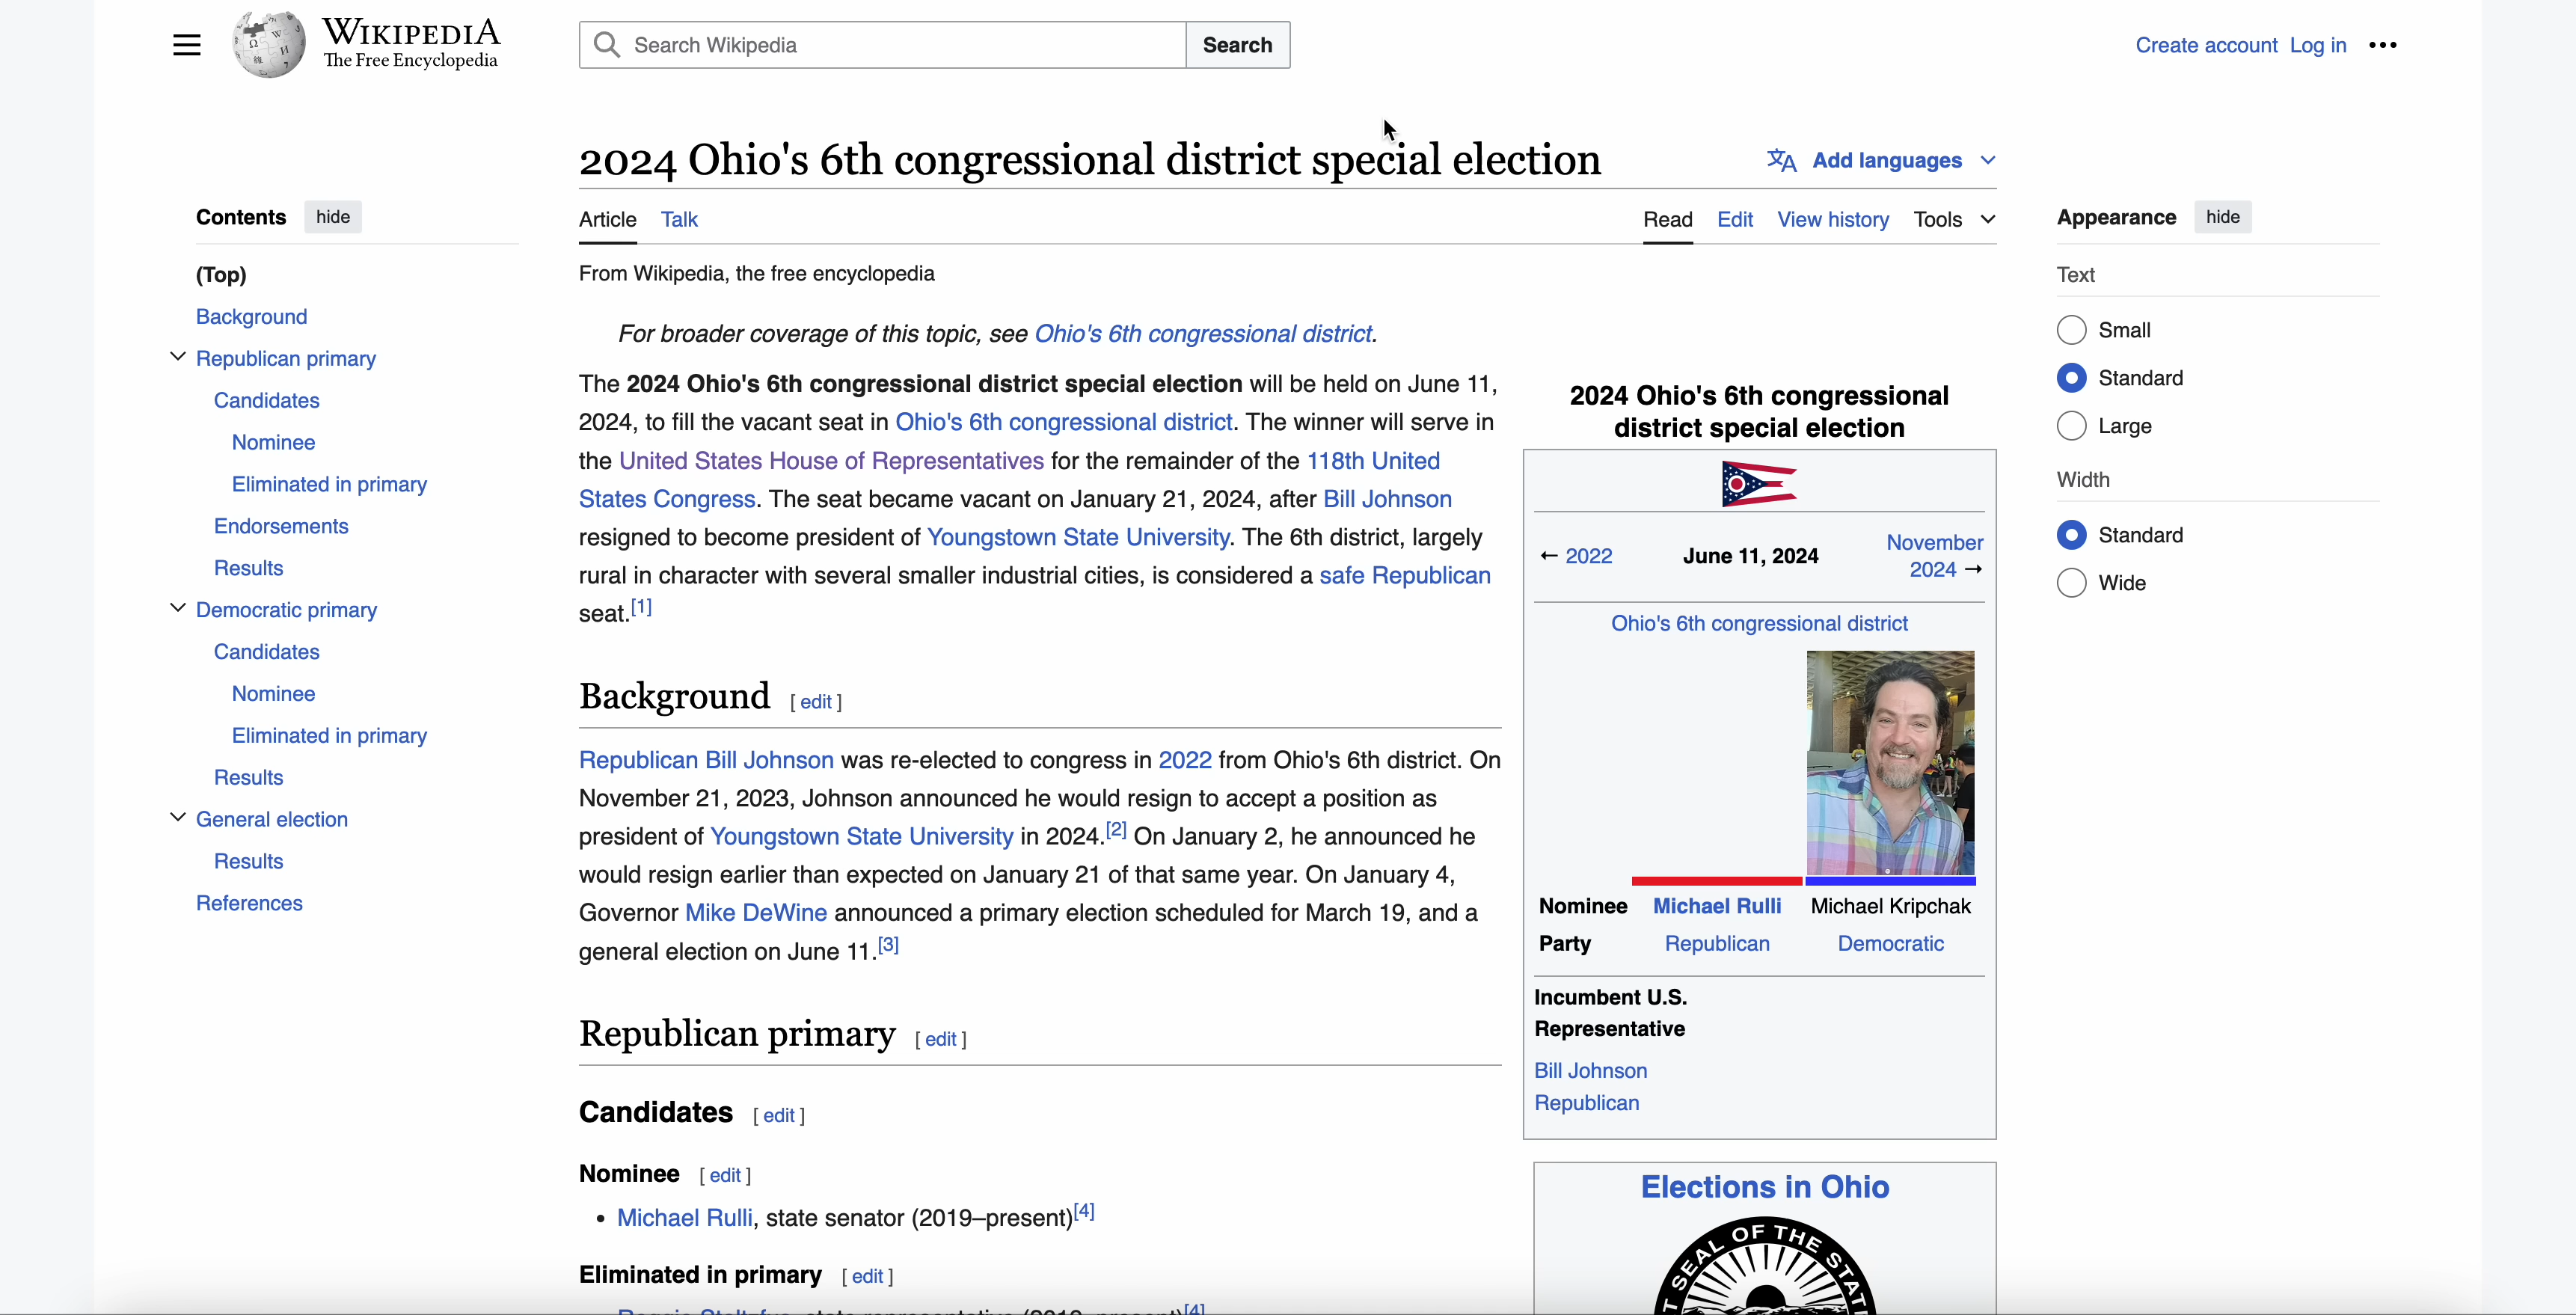 WIKIPEDIA
The Free Encyclopedia
Search Wikipedia
Search
Create account Log in
2024 Ohio's 6th congressional district special election
Add languages
Contents hide
(Top)
Background
Republican primary
Candidates
Nominee
Eliminated in primary
Endorsements
Results
Democratic primary
Candidates
Nominee
Eliminated in primary
Results
General election
Results
References
Article Talk
Read Edit View history Tools
From Wikipedia, the free encyclopedia
For broader coverage of this topic, see Ohio's 6th congressional district.
The 2024 Ohio's 6th congressional district special election will be held on June 11,
2024, to fill the vacant seat in Ohio's 6th congressional district. The winner will serve in
the United States House of Representatives for the remainder of the 118th United
States Congress. The seat became vacant on January 21, 2024, after Bill Johnson
resigned to become president of Youngstown State University. The 6th district, largely
rural in character with several smaller industrial cities, is considered a safe Republican
seat.[1]
Background [ edit ]
Republican Bill Johnson was re-elected to congress in 2022 from Ohio's 6th district. On
November 21, 2023, Johnson announced he would resign to accept a position as
president of Youngstown State University in 2024.[2] On January 2, he announced he
would resign earlier than expected on January 21 of that same year. On January 4,
Governor Mike DeWine announced a primary election scheduled for March 19, and a
general election on June 11.[3]
Republican primary [ edit ]
Candidates [ edit ]
Nominee [ edit ]
• Michael Rulli, state senator (2019–present)[4]
Eliminated in primary [ edit ]
2024 Ohio's 6th congressional
district special election
← 2022 June 11, 2024 November
2024 →
Ohio's 6th congressional district
Nominee Michael Rulli Michael Kripchak
Party Republican Democratic
Incumbent U.S.
Representative
Bill Johnson
Republican
Elections in Ohio
SEAL OF THE STAT
Appearance hide
Text
Small
Standard
Large
Width
Standard
Wide